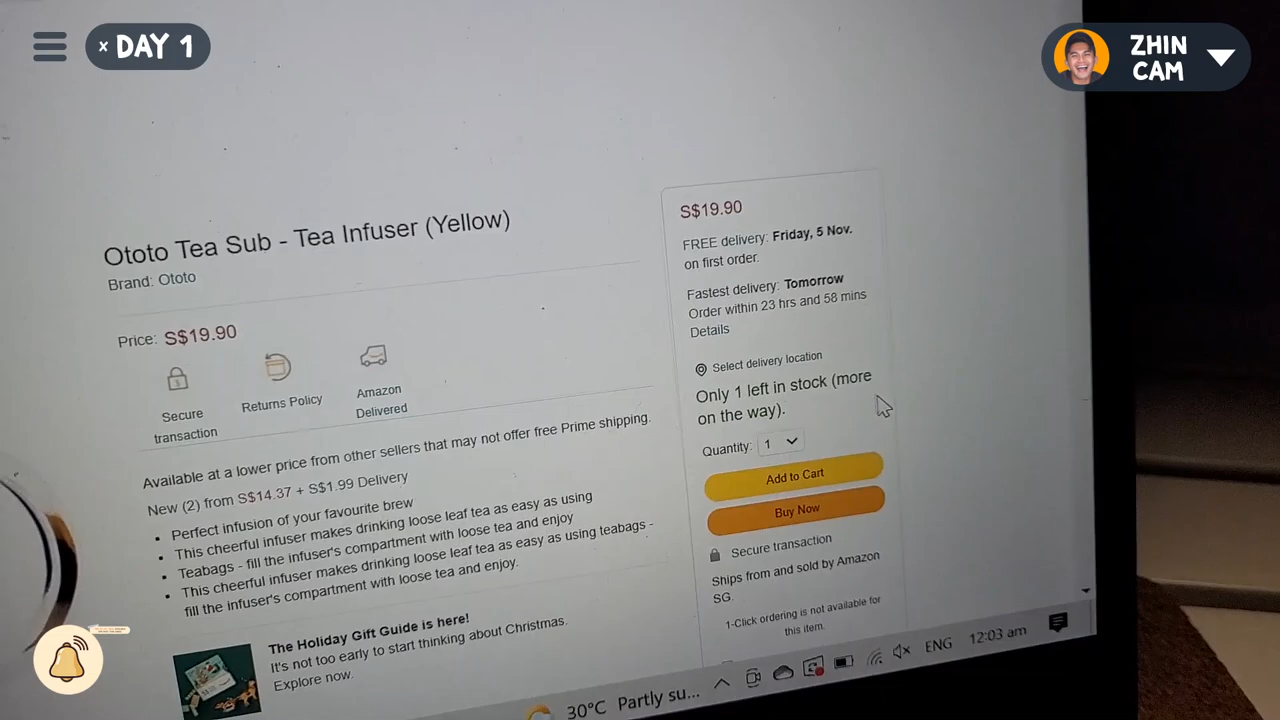 × DAY 1
ZHIN
CAM
Ototo Tea Sub - Tea Infuser (Yellow)
Brand: Ototo
Price: S$19.90
Secure
transaction
Returns Policy
Amazon
Delivered
Available at a lower price from other sellers that may not offer free Prime shipping.
New (2) from S$14.37 + S$1.99 Delivery
• Perfect infusion of your favourite brew
• This cheerful infuser makes drinking loose leaf tea as easy as using
• Teabags - fill the infuser's compartment with loose tea and enjoy
• This cheerful infuser makes drinking loose leaf tea as easy as using teabags -
fill the infuser's compartment with loose tea and enjoy.
The Holiday Gift Guide is here!
It's not too early to start thinking about Christmas.
Explore now.
S$19.90
FREE delivery: Friday, 5 Nov.
on first order.
Fastest delivery: Tomorrow
Order within 23 hrs and 58 mins
Details
Select delivery location
Only 1 left in stock (more
on the way).
Quantity: 1
Add to Cart
Buy Now
Secure transaction
Ships from and sold by Amazon
SG.
1-Click ordering is not available for
this item.
30°C Partly su... ENG 12:03 am